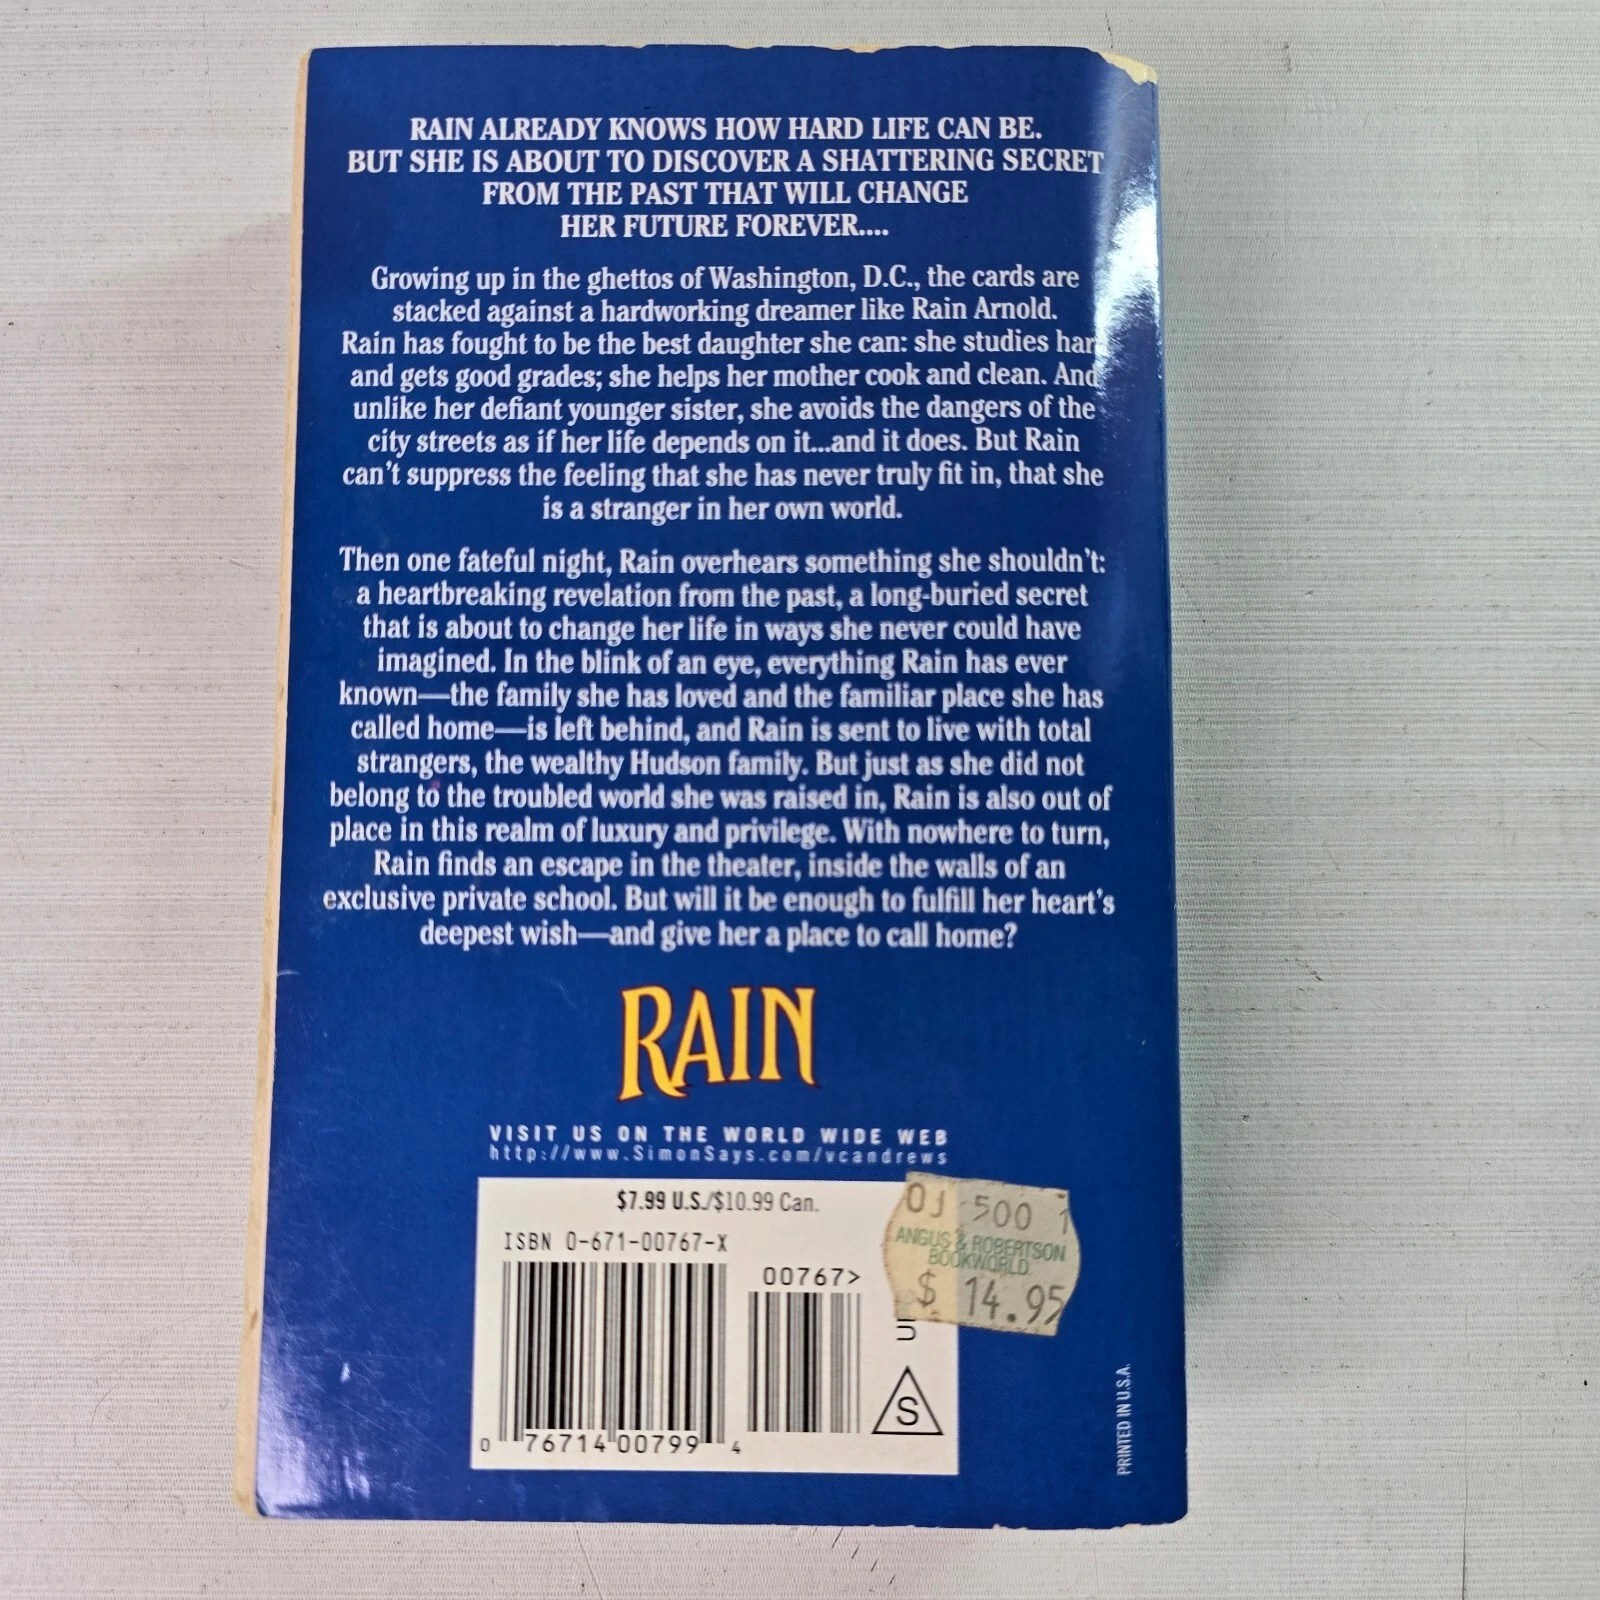 RAIN ALREADY KNOWS HOW HARD LIFE CAN BE.
BUT SHE IS ABOUT TO DISCOVER A SHATTERING SECRET
FROM THE PAST THAT WILL CHANGE
HER FUTURE FOREVER....
Growing up in the ghettos of Washington, D.C., the cards are
stacked against a hardworking dreamer like Rain Arnold.
Rain has fought to be the best daughter she can: she studies hard
and gets good grades; she helps her mother cook and clean. And
unlike her defiant younger sister, she avoids the dangers of the
city streets as if her life depends on it...and it does. But Rain
can't suppress the feeling that she has never truly fit in, that she
is a stranger in her own world.
Then one fateful night, Rain overhears something she shouldn't:
a heartbreaking revelation from the past, a long-buried secret
that is about to change her life in ways she never could have
imagined. In the blink of an eye, everything Rain has ever
known—the family she has loved and the familiar place she has
called home—is left behind, and Rain is sent to live with total
strangers, the wealthy Hudson family. But just as she did not
belong to the troubled world she was raised in, Rain is also out of
place in this realm of luxury and privilege. With nowhere to turn,
Rain finds an escape in the theater, inside the walls of an
exclusive private school. But will it be enough to fulfill her heart's
deepest wish—and give her a place to call home?
RAIN
VISIT US ON THE WORLD WIDE WEB
http://www.SimonSays.com/vcandrews
$7.99 U.S./$10.99 Can.
ISBN 0-671-00767-X
00767>
0 76714 00799 4
S
OJ 500 1
ANGUS & ROBERTSON
BOOKWORLD
$ 14.95
PRINTED IN U.S.A.